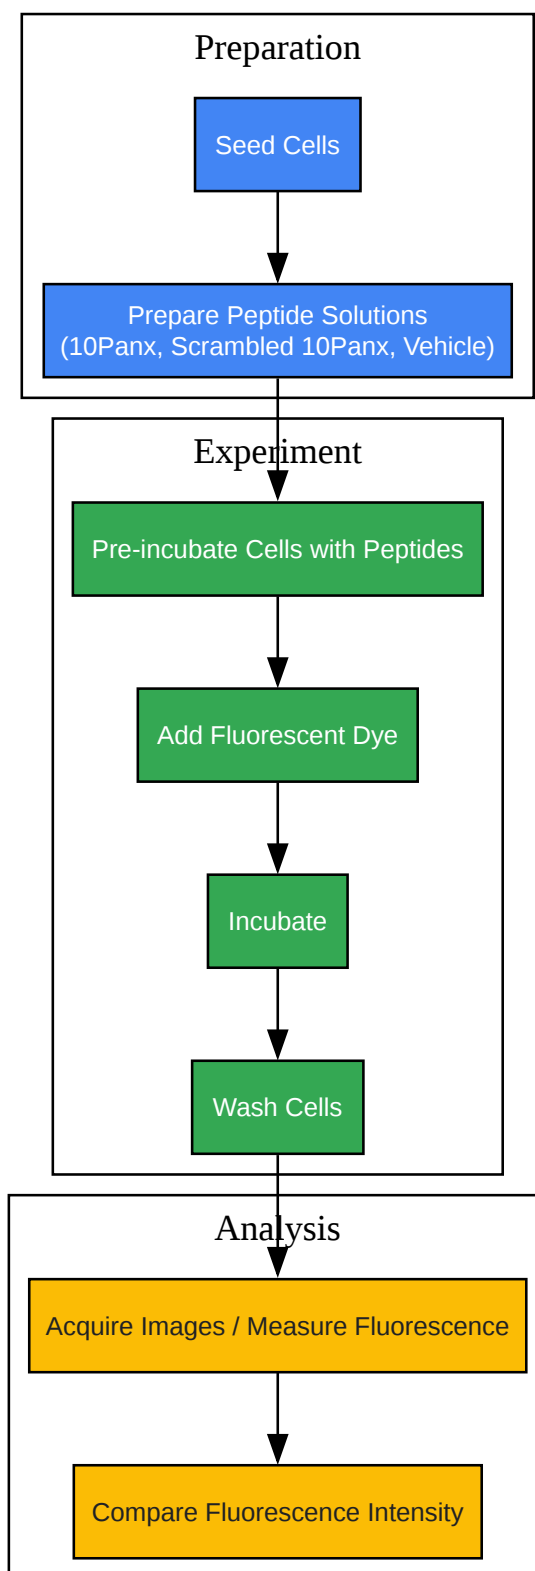 Preparation
Seed Cells
Prepare Peptide Solutions
(10Panx, Scrambled 10Panx, Vehicle)
Experiment
Pre-incubate Cells with Peptides
Add Fluorescent Dye
Incubate
Wash Cells
Analysis
Acquire Images / Measure Fluorescence
Compare Fluorescence Intensity